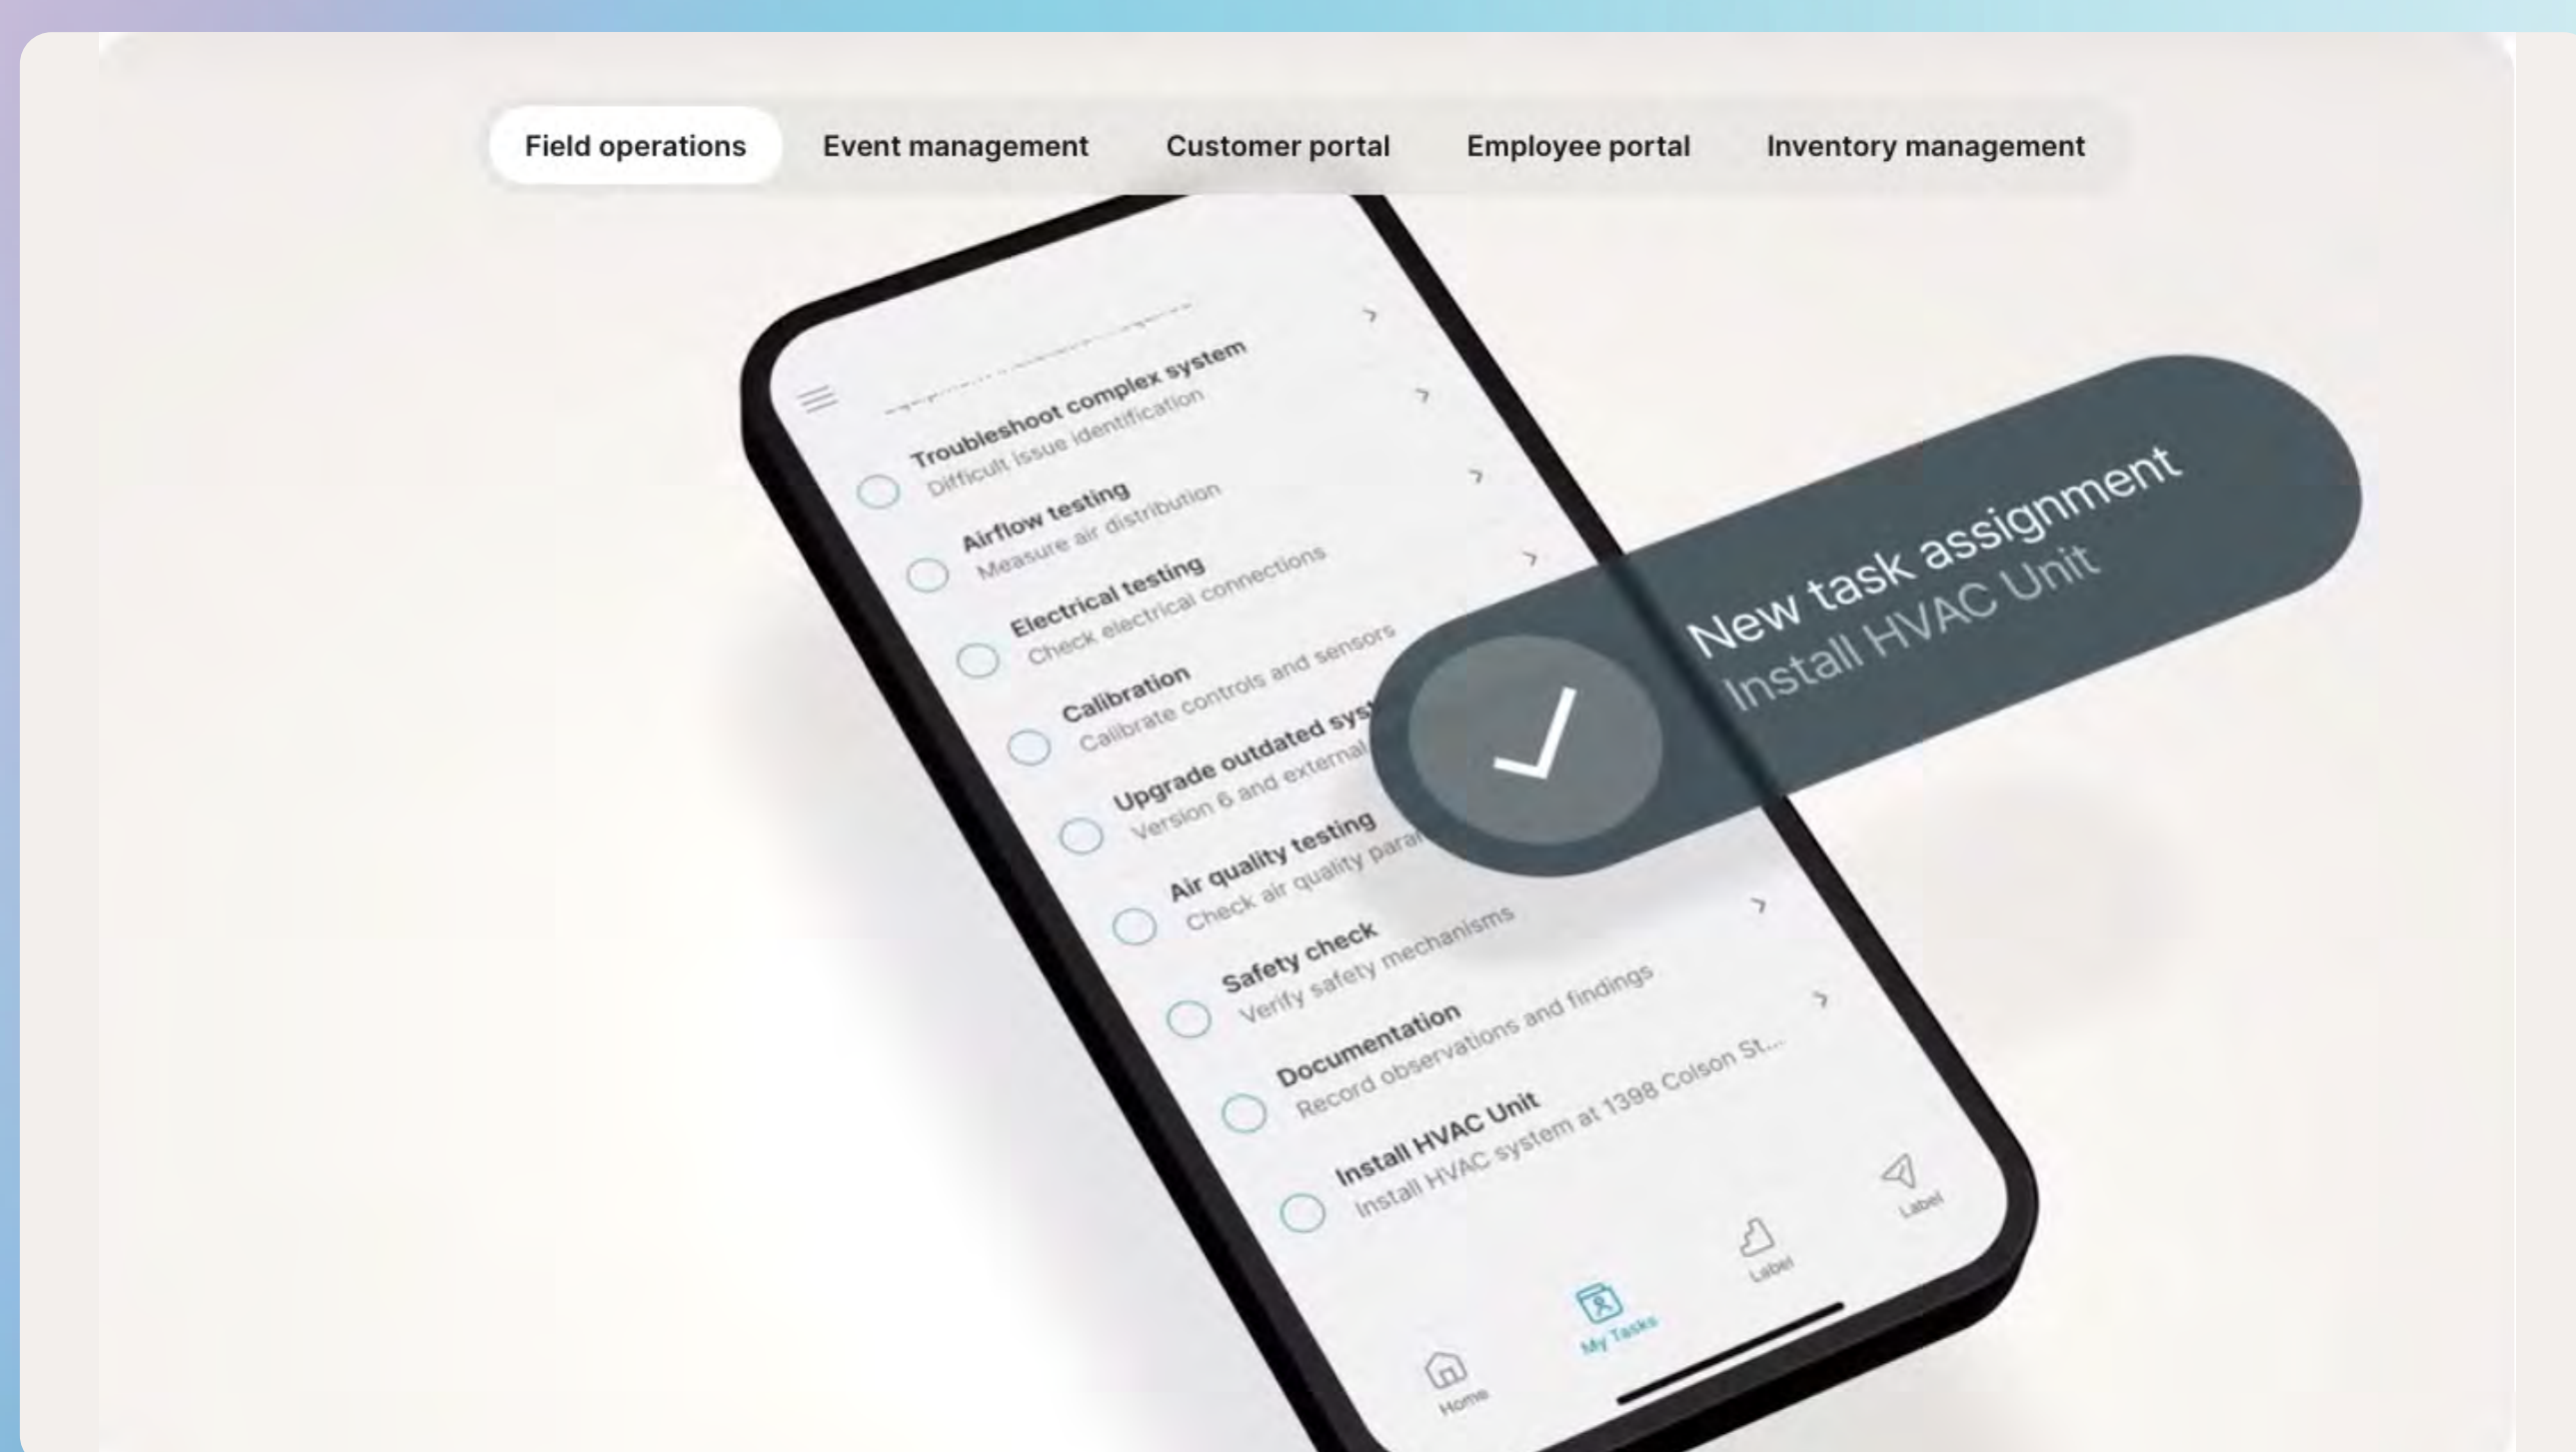 Field operations
Event management
Customer portal
Employee portal
Inventory management
Troubleshoot complex system
Difficult issue identification
Airflow testing
Measure air distribution
Electrical testing
Check electrical connections
Calibration
Calibrate controls and sensors
Upgrade outdated syst
Version 6 and external
Air quality testing
Check air quality para
Safety check
Verify safety mechanisms
Documentation
Record observations and findings
Install HVAC Unit
Install HVAC system at 1398 Colson St...
New task assignment
Install HVAC Unit
Home
My Tasks
Label
Label